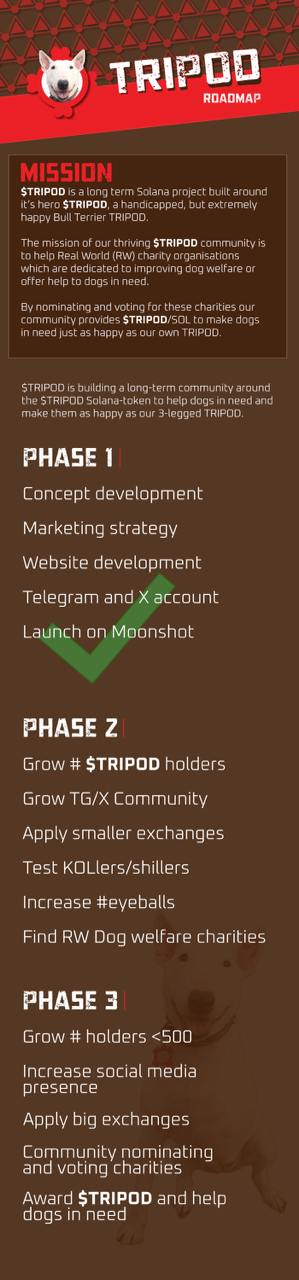 TRIPOD
ROADMAP
MISSION
$TRIPOD is a long term Solana project built around
it's hero $TRIPOD, a handicapped, but extremely
happy Bull Terrier TRIPOD.
The mission of our thriving $TRIPOD community is
to help Real World (RW) charity organisations
which are dedicated to improving dog welfare or
offer help to dogs in need.
By nominating and voting for these charities our
community provides $TRIPOD/SOL to make dogs
in need just as happy as our own TRIPOD.
$TRIPOD is building a long-term community around
the $TRIPOD Solana-token to help dogs in need and
make them as happy as our 3-legged TRIPOD.
PHASE 1
Concept development
Marketing strategy
Website development
Telegram and X account
Launch on Moonshot
PHASE 2
Grow # $TRIPOD holders
Grow TG/X Community
Apply smaller exchanges
Test KOLlers/shillers
Increase #eyeballs
Find RW Dog welfare charities
PHASE 3
Grow # holders <500
Increase social media
presence
Apply big exchanges
Community nominating
and voting charities
Award $TRIPOD and help
dogs in need